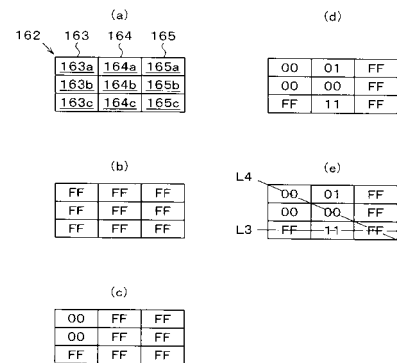 (a)
162 163 164 165
163a 164a 165a
163b 164b 165b
163c 164c 165c
(b)
FF FF FF
FF FF FF
FF FF FF
(c)
00 FF FF
00 FF FF
FF FF FF
(d)
00 01 FF
00 00 FF
FF 11 FF
(e)
L4
00 01 FF
00 00 FF
L3 FF 11 FF